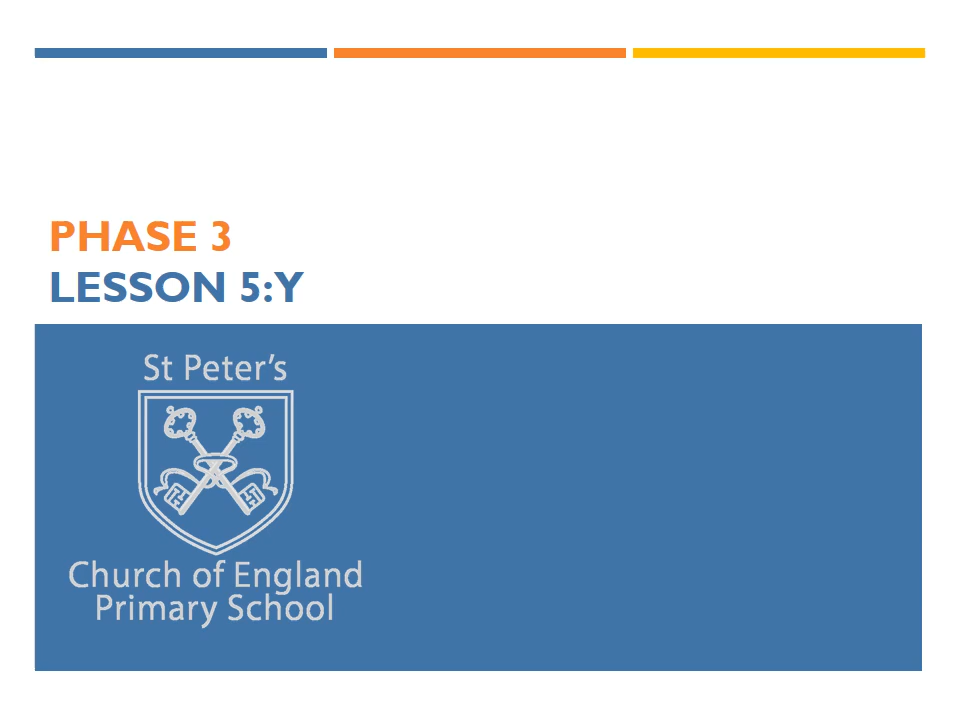 PHASE 3
LESSON 5:Y
St Peter's
Church of England
Primary School